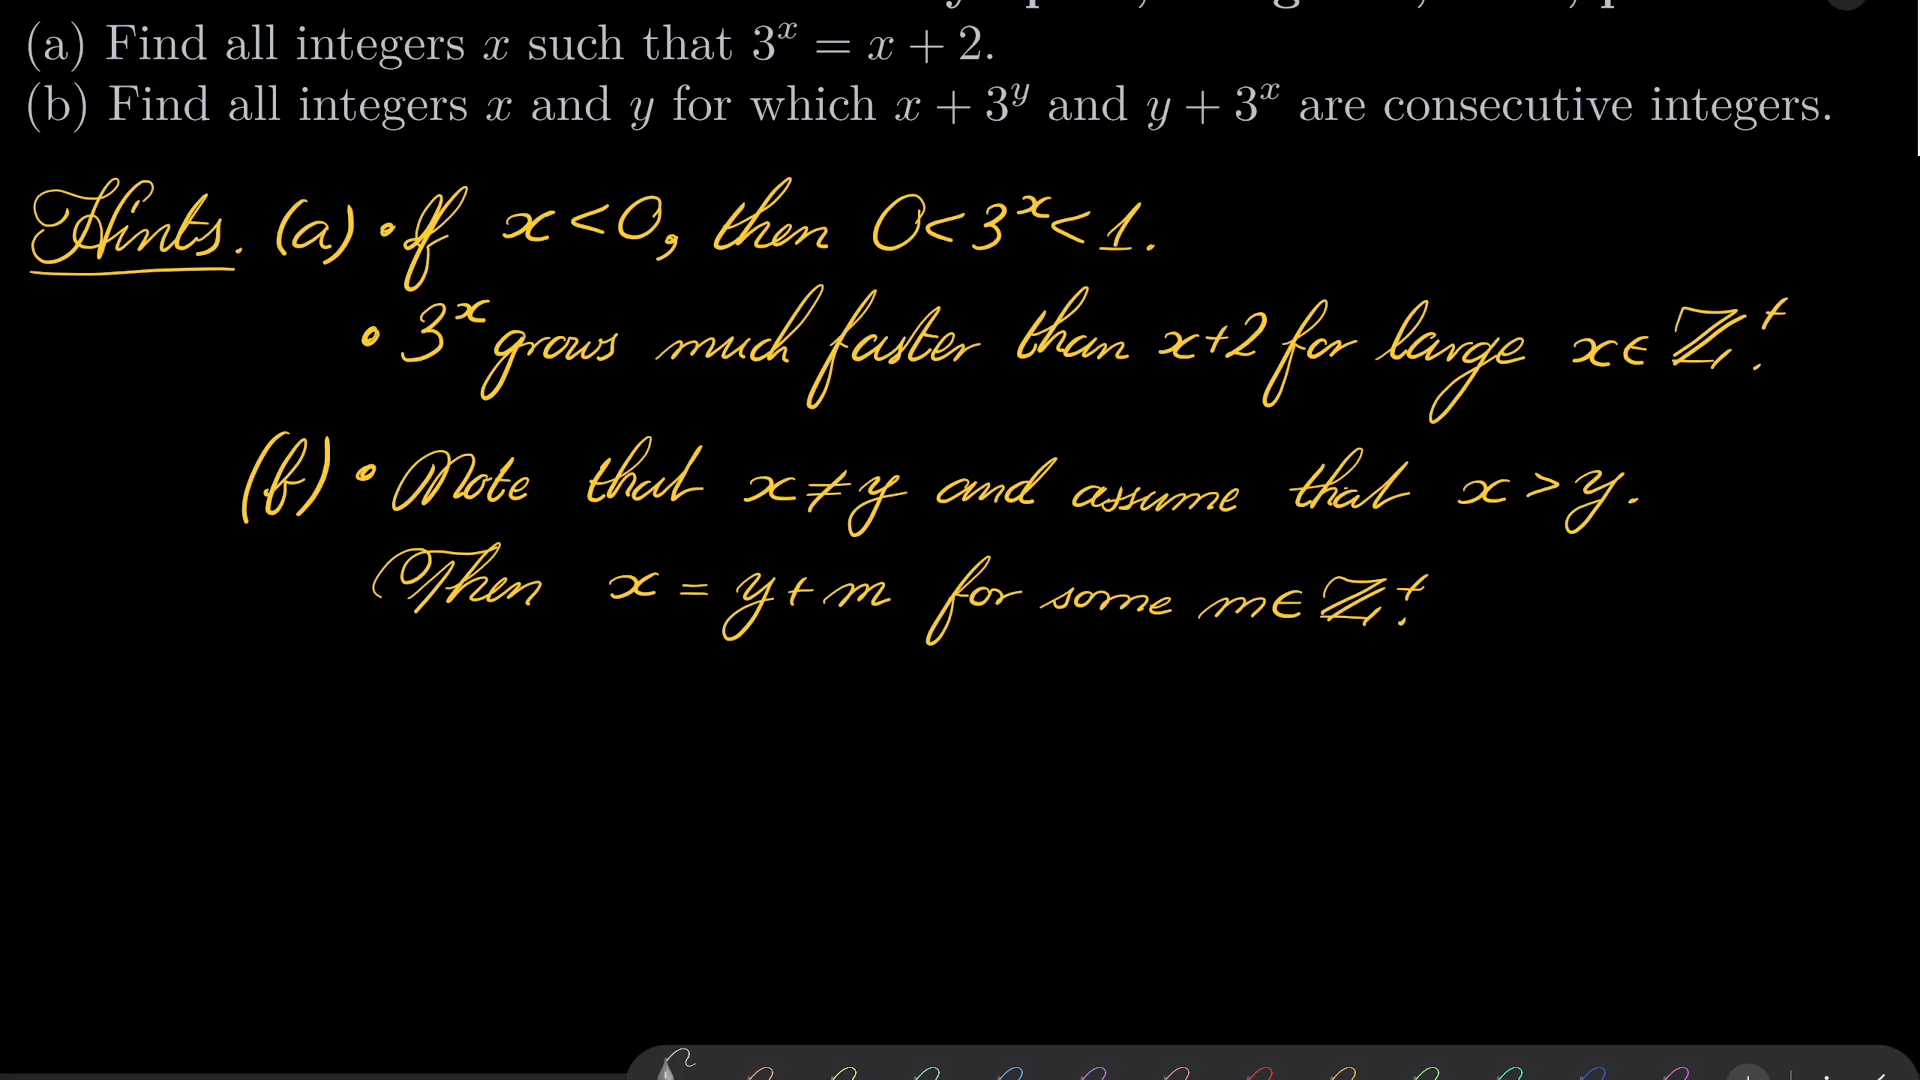 (a) Find all integers x such that 3^x = x + 2.
(b) Find all integers x and y for which x + 3^y and y + 3^x are consecutive integers.
Hints. (a) • If x < 0, then 0 < 3^x < 1.
• 3^x grows much faster than x+2 for large x ∈ ℤ⁺.
(b) • Note that x ≠ y and assume that x > y.
Then x = y + m for some m ∈ ℤ⁺.